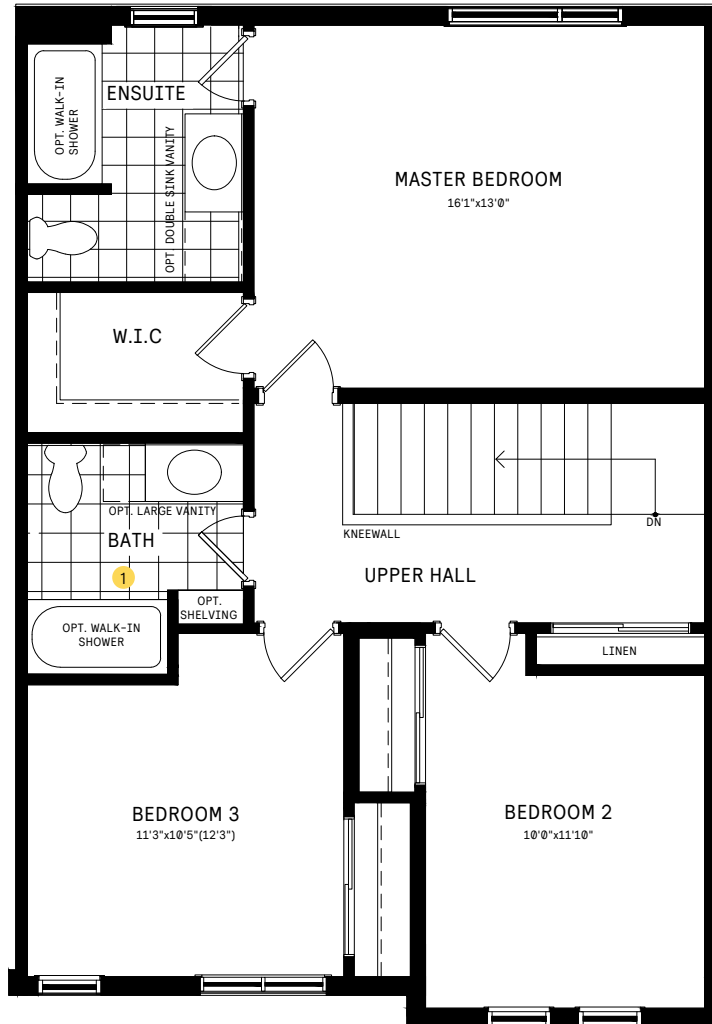 OPT. WALK-IN
SHOWER
ENSUITE
OPT. DOUBLE SINK VANITY
MASTER BEDROOM
16'1"x13'0"
W.I.C
OPT. LARGE VANITY
BATH
1
OPT.
SHELVING
OPT. WALK-IN
SHOWER
KNEEWALL
DN
UPPER HALL
LINEN
BEDROOM 3
11'3"x10'5"(12'3")
BEDROOM 2
10'0"x11'10"